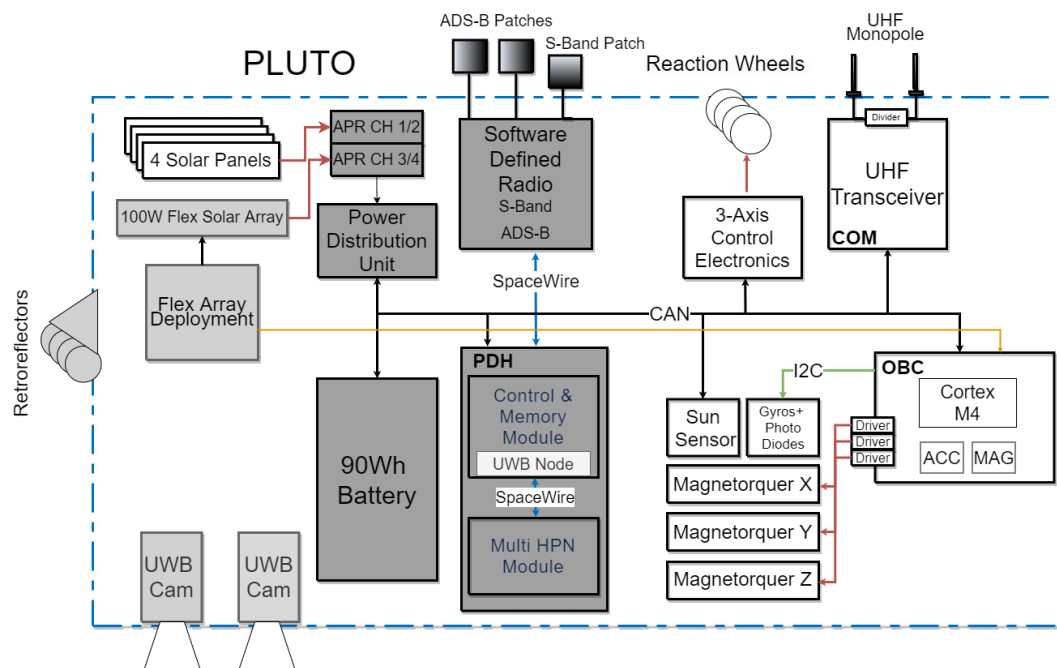 ADS-B Patches
UHF
Monopole
S-Band Patch
PLUTO
Reaction Wheels
4 Solar Panels
APR CH 1/2
APR CH 3/4
Software
Defined
Radio
S-Band
ADS-B
Divider
UHF
Transceiver
COM
100W Flex Solar Array
Power
Distribution
Unit
3-Axis
Control
Electronics
SpaceWire
Flex Array
Deployment
CAN
Retroreflectors
PDH
Control &
Memory
Module
UWB Node
SpaceWire
Multi HPN
Module
90Wh
Battery
I2C
OBC
Cortex
M4
ACC
MAG
Sun
Sensor
Gyros+
Photo
Diodes
Driver
Driver
Driver
Magnetorquer X
Magnetorquer Y
Magnetorquer Z
UWB
Cam
UWB
Cam